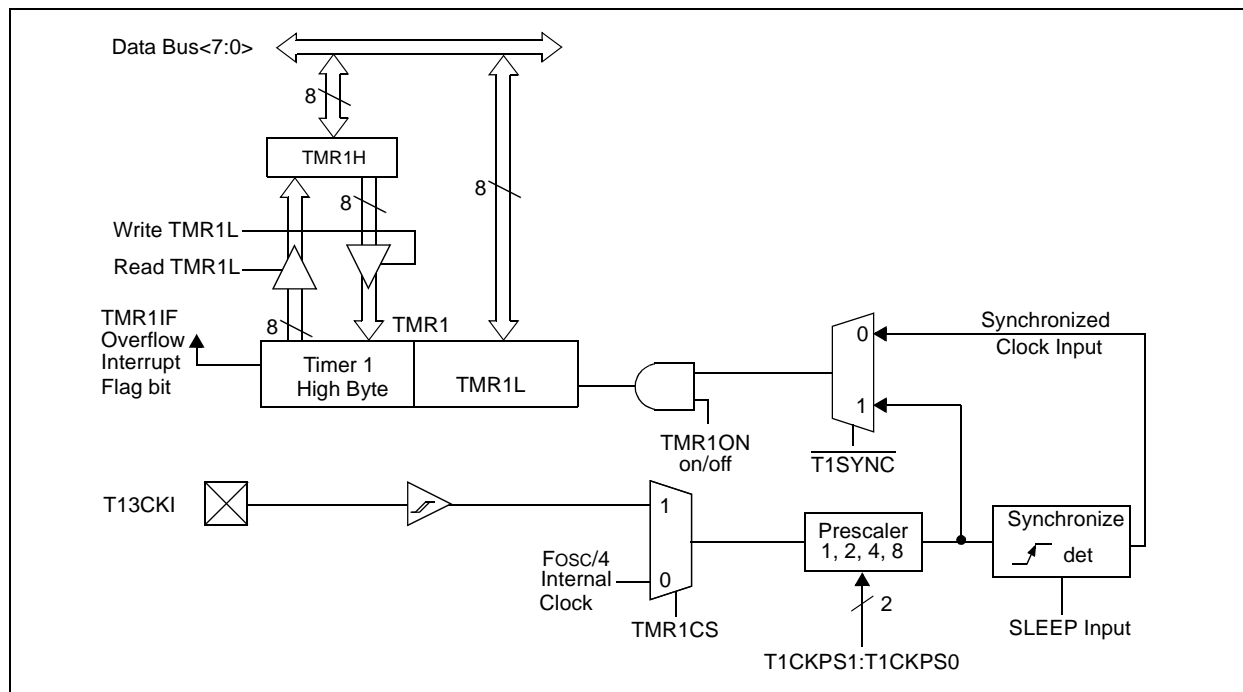 Data Bus<7:0>
8
TMR1H
8
8
Write TMR1L
Read TMR1L
TMR1IF
Overflow
Interrupt
Flag bit
8
TMR1
Timer 1
High Byte
TMR1L
TMR1ON
on/off
0
1
T1SYNC
Synchronized
Clock Input
T13CKI
1
0
FOSC/4
Internal
Clock
TMR1CS
Prescaler
1, 2, 4, 8
2
T1CKPS1:T1CKPS0
Synchronize
det
SLEEP Input